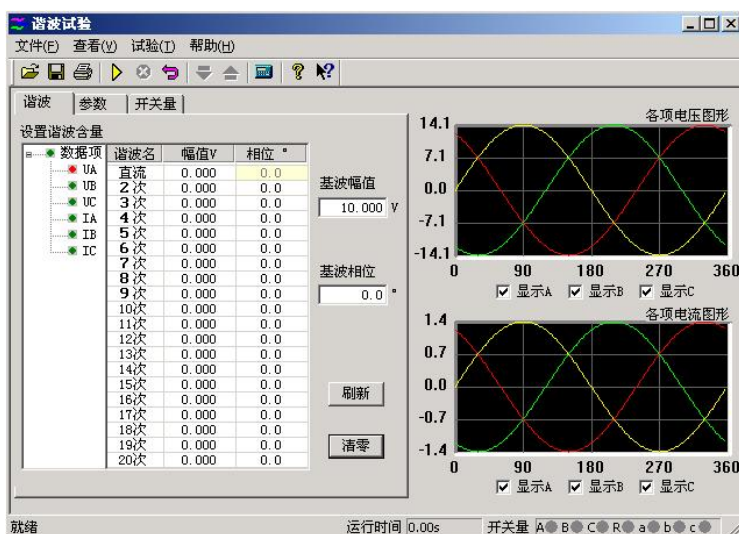 谐波试验
文件(F) 查看(V) 试验(T) 帮助(H)
谐波 参数 开关量
设置谐波含量
数据项
UA
UB
UC
IA
IB
IC
谐波名 幅值V 相位 °
直流 0.000 0.0
2次 0.000 0.0
3次 0.000 0.0
4次 0.000 0.0
5次 0.000 0.0
6次 0.000 0.0
7次 0.000 0.0
8次 0.000 0.0
9次 0.000 0.0
10次 0.000 0.0
11次 0.000 0.0
12次 0.000 0.0
13次 0.000 0.0
14次 0.000 0.0
15次 0.000 0.0
16次 0.000 0.0
17次 0.000 0.0
18次 0.000 0.0
19次 0.000 0.0
20次 0.000 0.0
基波幅值
10.000 V
基波相位
0.0 °
刷新
清零
各项电压图形
14.1
7.1
0.0
-7.1
-14.1
0 90 180 270 360
显示A 显示B 显示C
各项电流图形
1.4
0.7
0.0
-0.7
-1.4
0 90 180 270 360
显示A 显示B 显示C
就绪 运行时间 0.00s 开关量 A B C R a b c